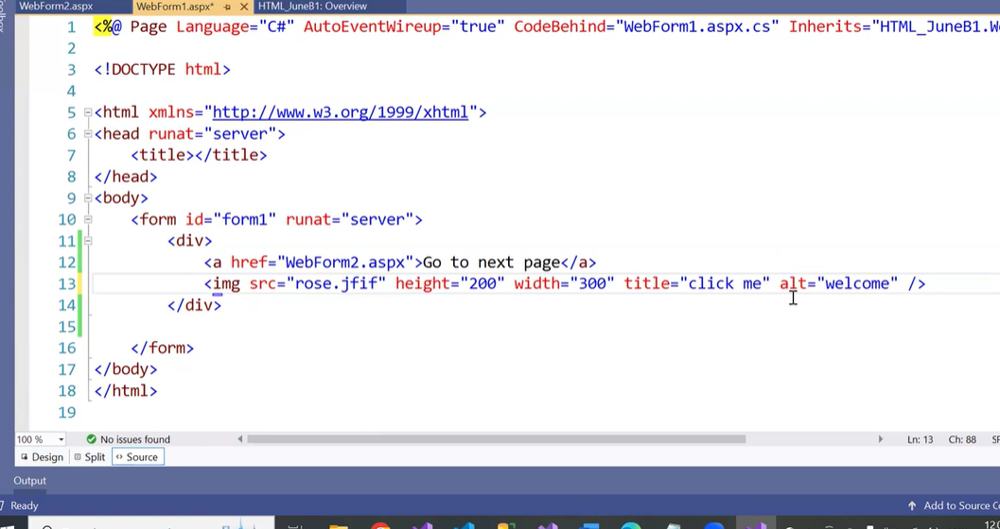 WebForm2.aspx WebForm1.aspx* HTML_JuneB1: Overview
1 <%@ Page Language="C#" AutoEventWireup="true" CodeBehind="WebForm1.aspx.cs" Inherits="HTML_JuneB1.W
2
3 <!DOCTYPE html>
4
5 <html xmlns="http://www.w3.org/1999/xhtml">
6 <head runat="server">
7 <title></title>
8 </head>
9 <body>
10 <form id="form1" runat="server">
11 <div>
12 <a href="WebForm2.aspx">Go to next page</a>
13 <img src="rose.jfif" height="200" width="300" title="click me" alt="welcome" />
14 </div>
15
16 </form>
17 </body>
18 </html>
19
100 % No issues found Ln: 13 Ch: 88
Design Split Source
Output
Ready Add to Source